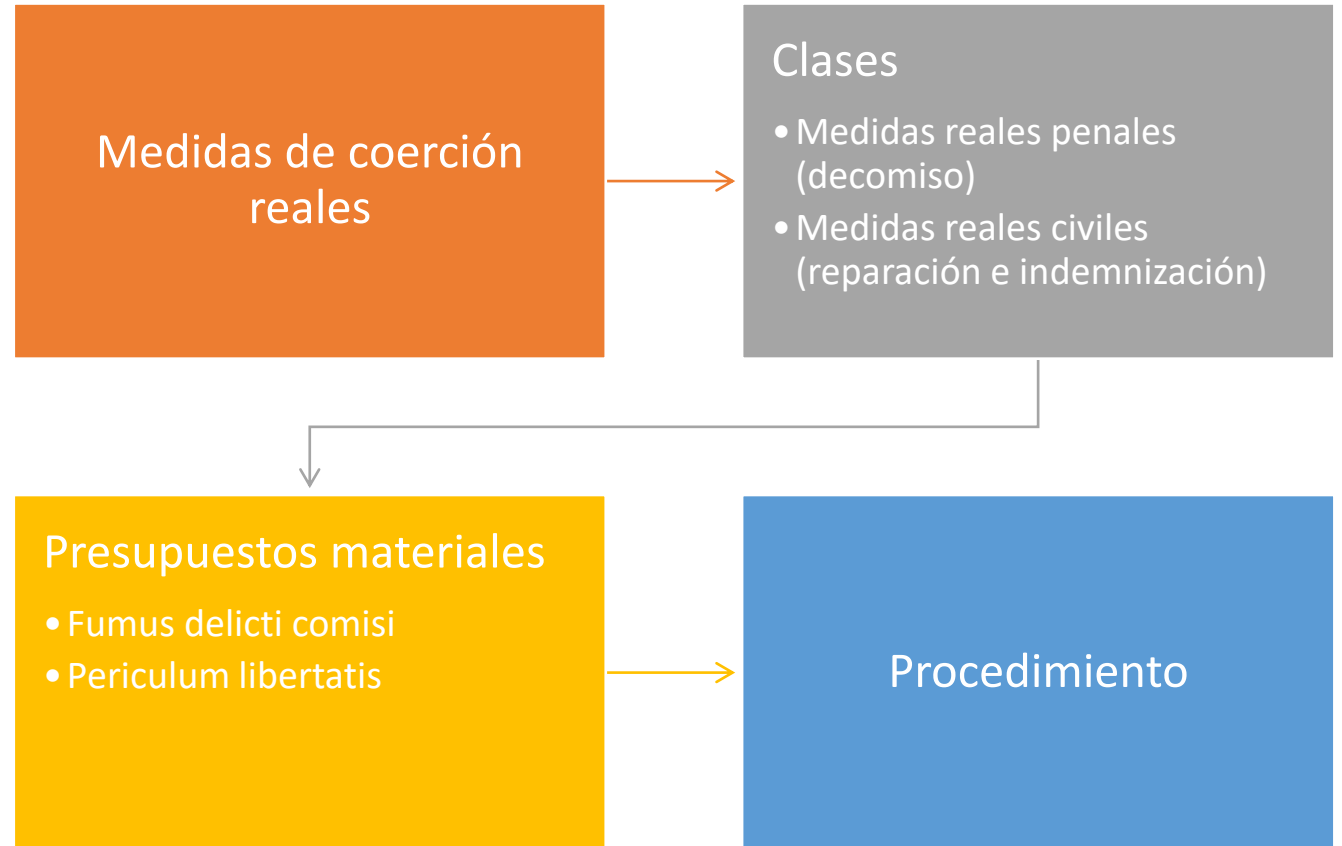 Medidas de coerción
reales
Clases
• Medidas reales penales
(decomiso)
• Medidas reales civiles
(reparación e indemnización)
Presupuestos materiales
• Fumus delicti comisi
• Periculum libertatis
Procedimiento